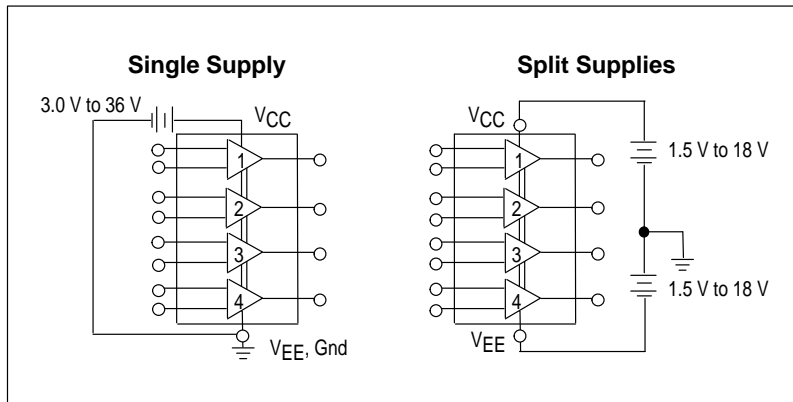 Single Supply
3.0 V to 36 V
VCC
1
2
3
4
VEE, Gnd
Split Supplies
VCC
1
2
3
4
VEE
1.5 V to 18 V
1.5 V to 18 V